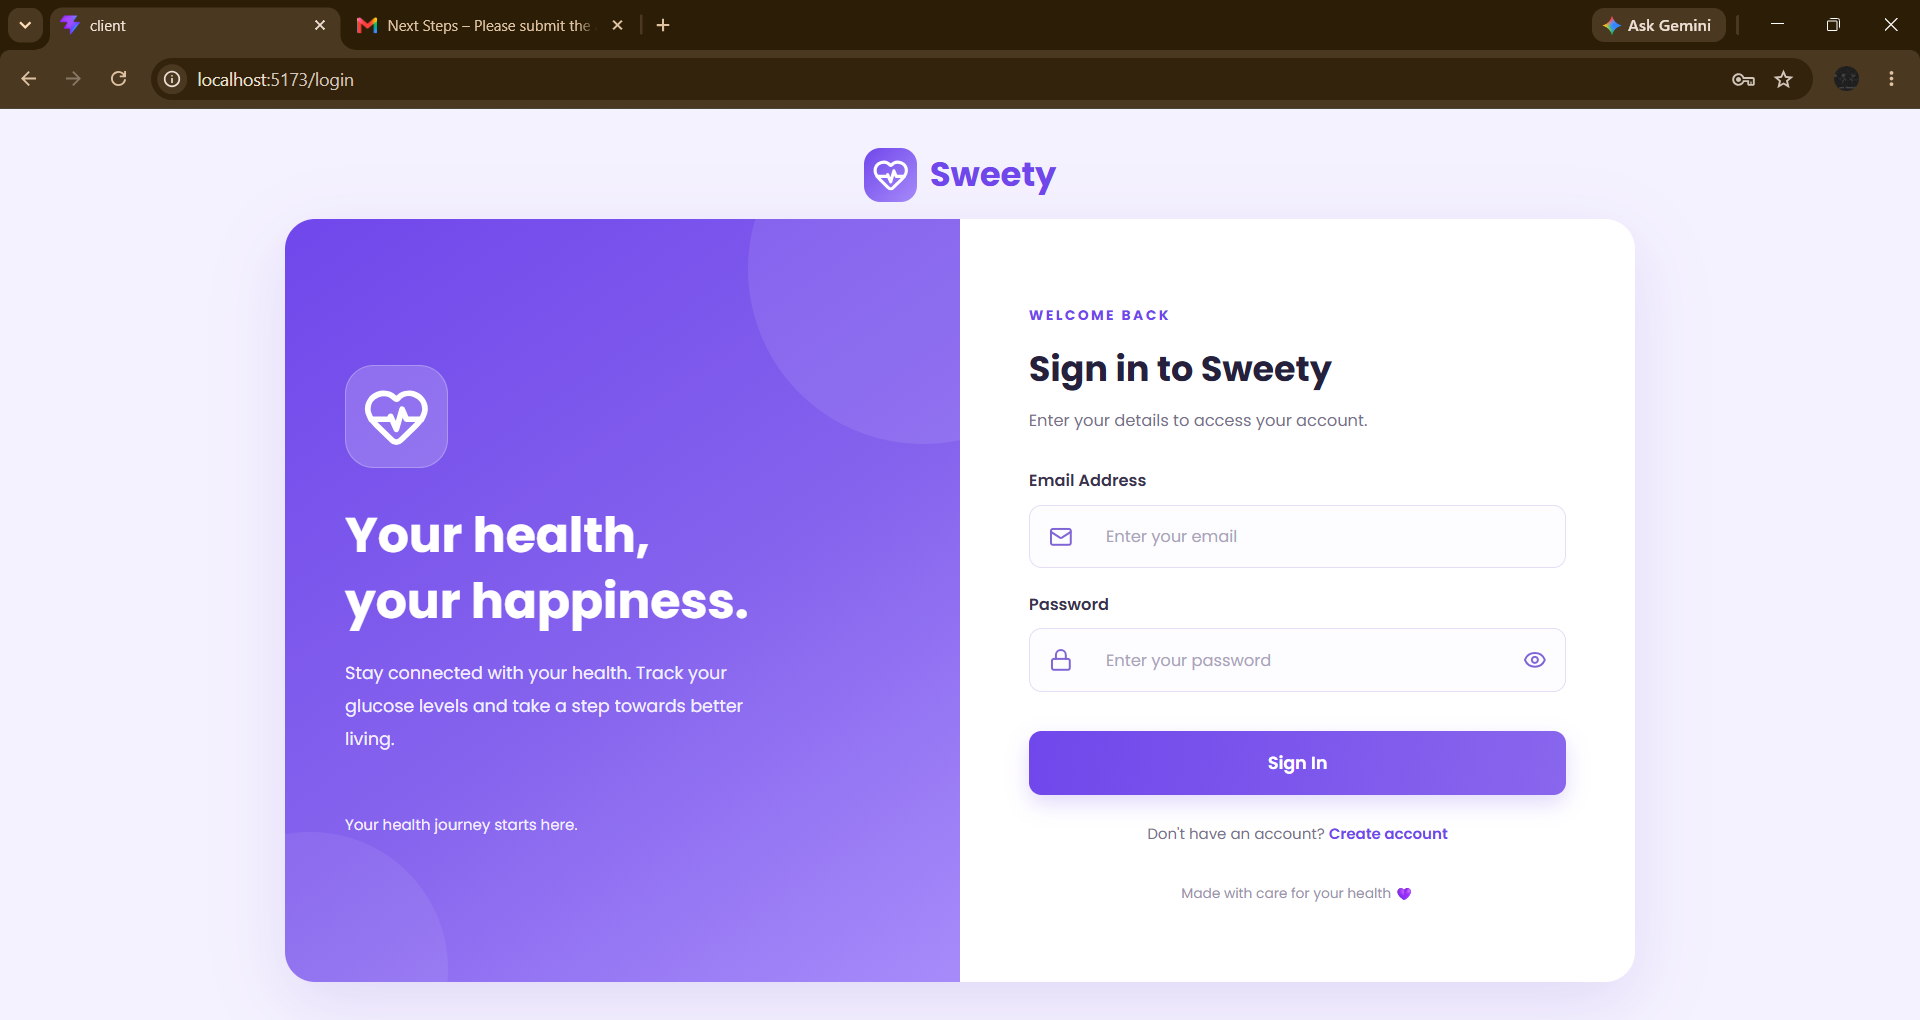 client
Next Steps – Please submit the
Ask Gemini
localhost:5173/login
Sweety
Your health,
your happiness.
Stay connected with your health. Track your
glucose levels and take a step towards better
living.
Your health journey starts here.
WELCOME BACK
Sign in to Sweety
Enter your details to access your account.
Email Address
Enter your email
Password
Enter your password
Sign In
Don't have an account? Create account
Made with care for your health 💜